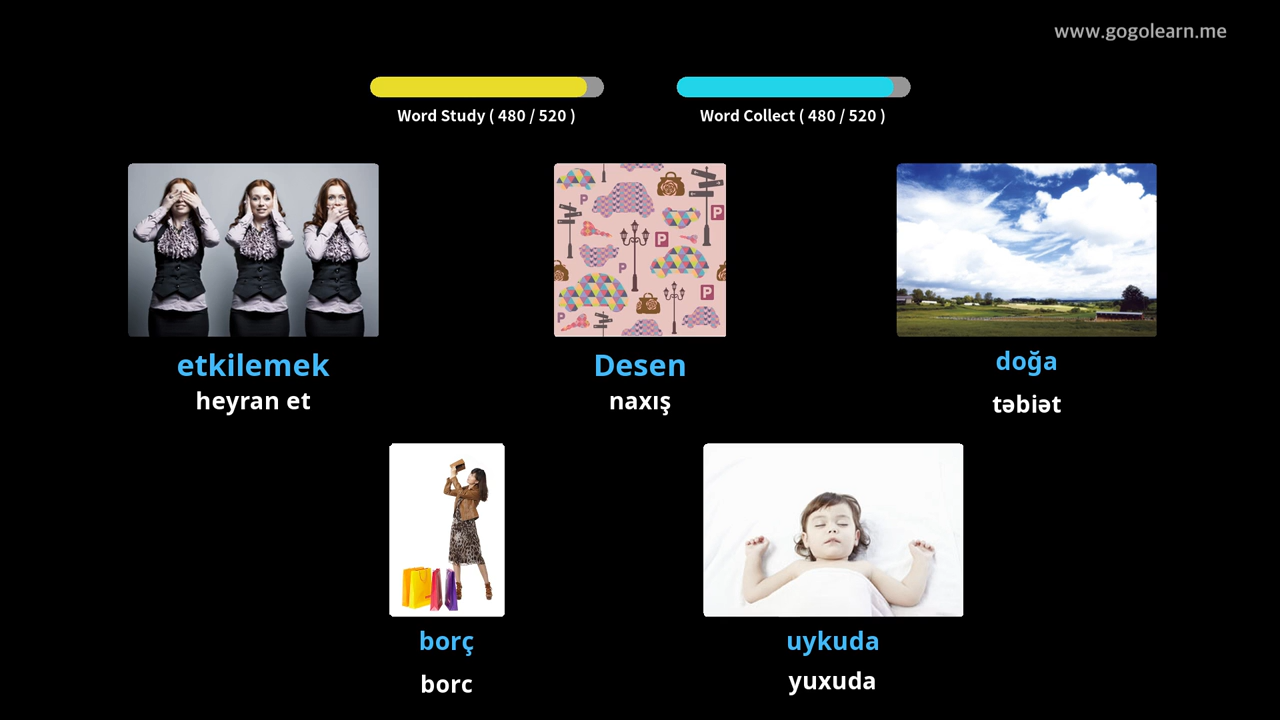 www.gogolearn.me
Word Study ( 480 / 520 )
Word Collect ( 480 / 520 )
P
P
P
P
P
P
etkilemek
heyran et
Desen
naxış
doğa
təbiət
borç
borc
uykuda
yuxuda